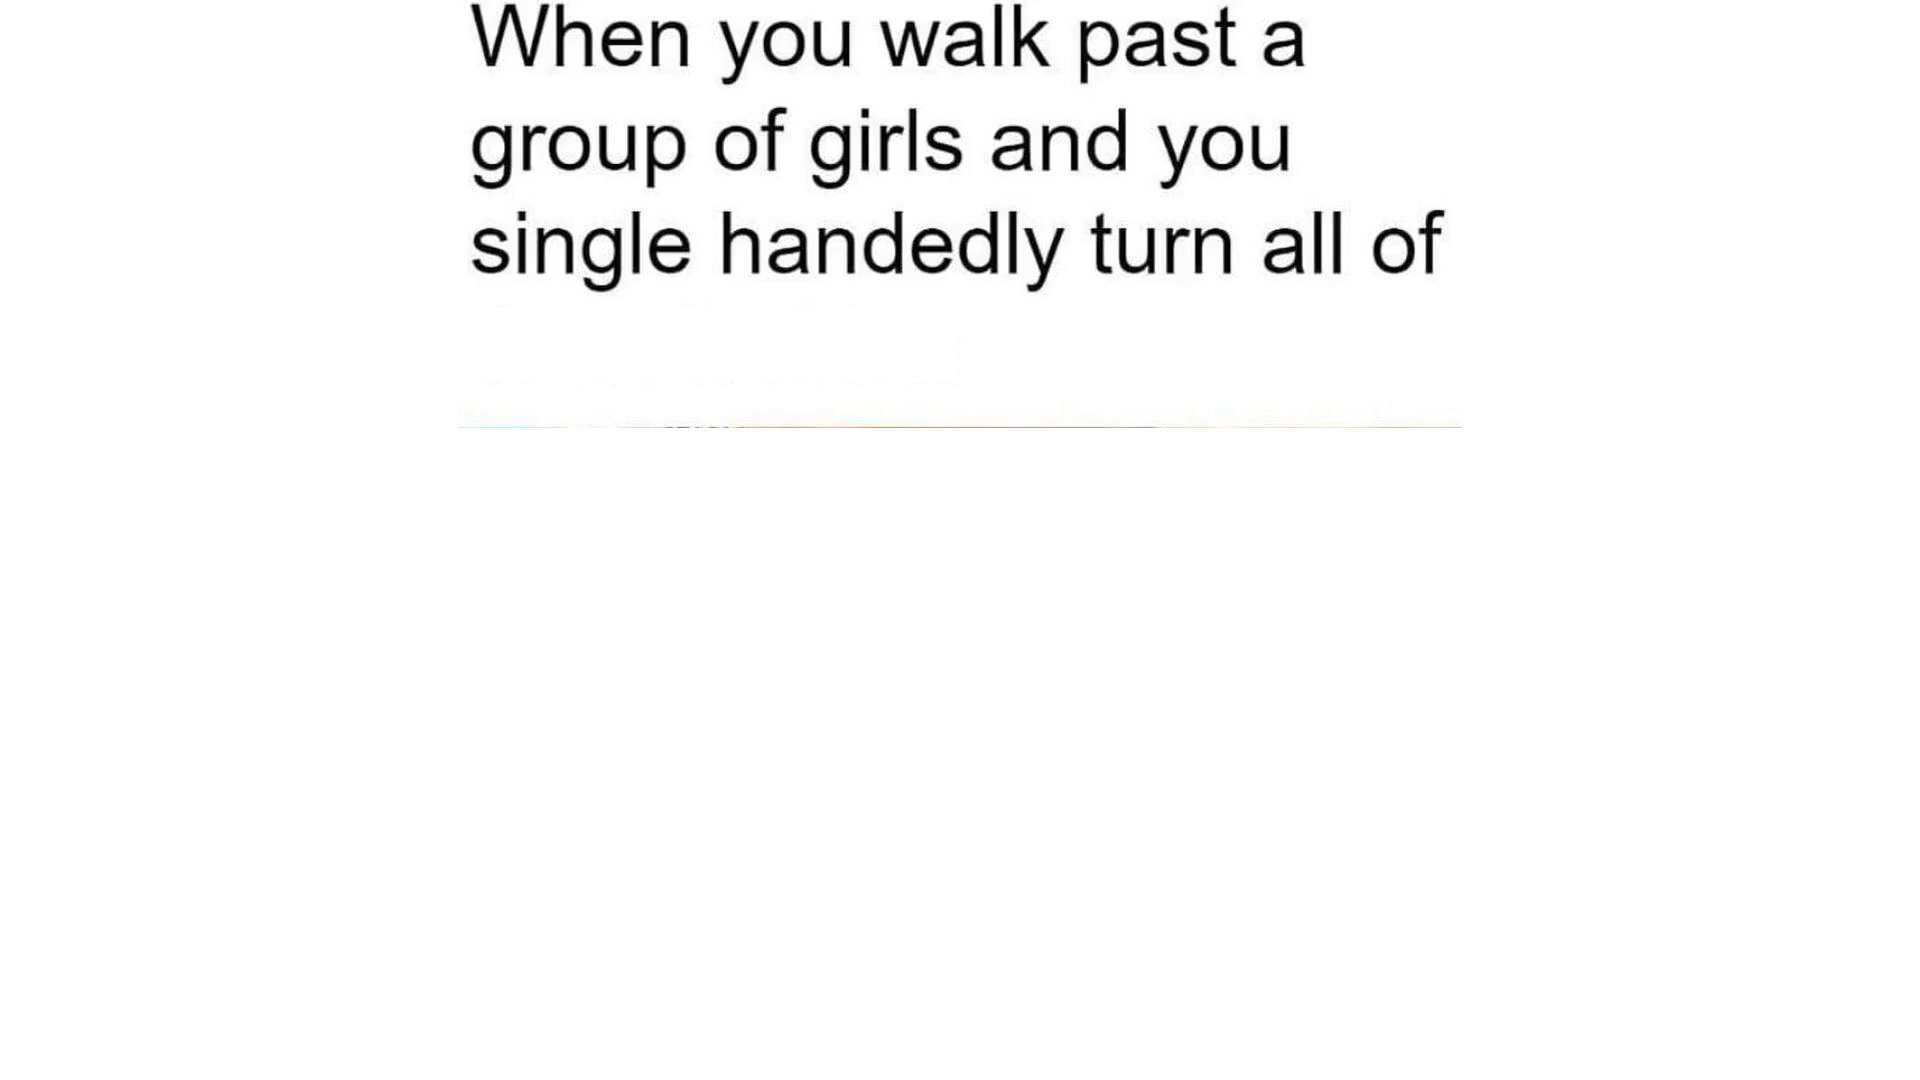 When you walk past a
group of girls and you
single handedly turn all of